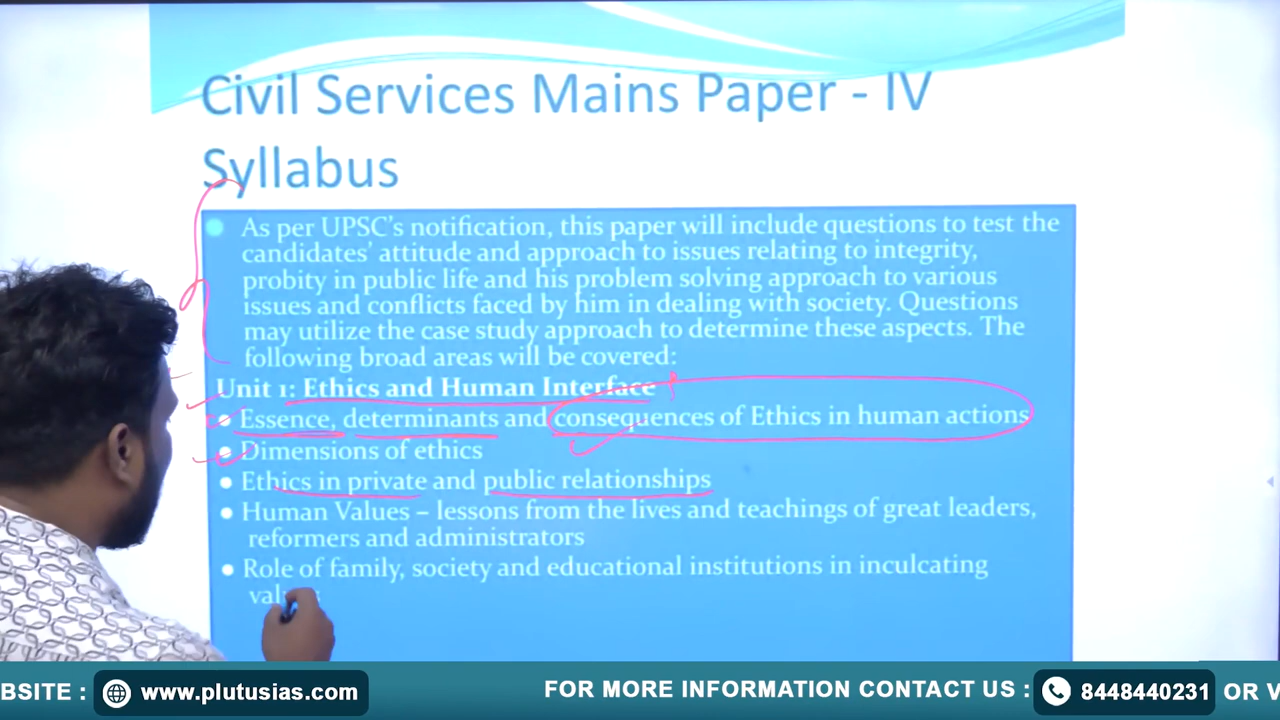 Civil Services Mains Paper - IV
Syllabus
As per UPSC's notification, this paper will include questions to test the
candidates' attitude and approach to issues relating to integrity,
probity in public life and his problem solving approach to various
issues and conflicts faced by him in dealing with society. Questions
may utilize the case study approach to determine these aspects. The
following broad areas will be covered:
Unit 1: Ethics and Human Interface
• Essence, determinants and consequences of Ethics in human actions
• Dimensions of ethics
• Ethics in private and public relationships
• Human Values – lessons from the lives and teachings of great leaders,
reformers and administrators
• Role of family, society and educational institutions in inculcating
BSITE : www.plutusias.com FOR MORE INFORMATION CONTACT US : 8448440231 OR V